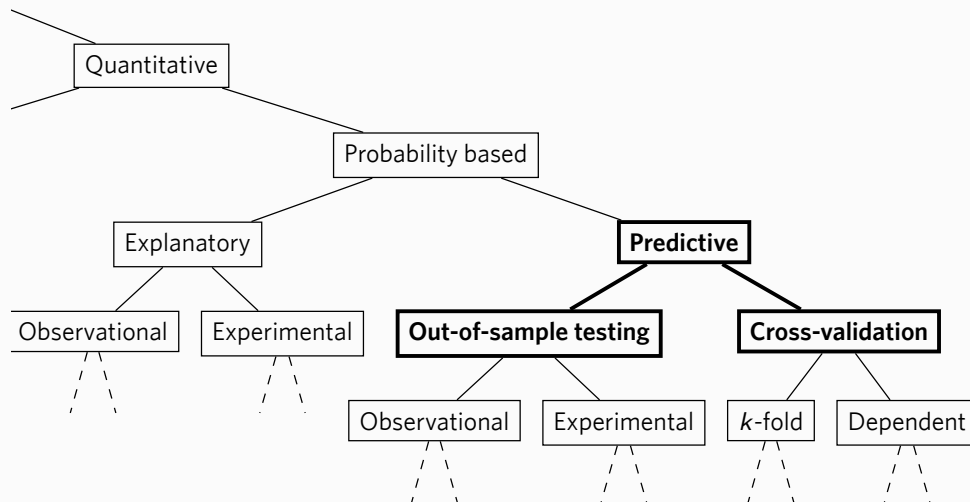 Quantitative
Probability based
Explanatory
Predictive
Observational
Experimental
Out-of-sample testing
Cross-validation
Observational
Experimental
k-fold
Dependent